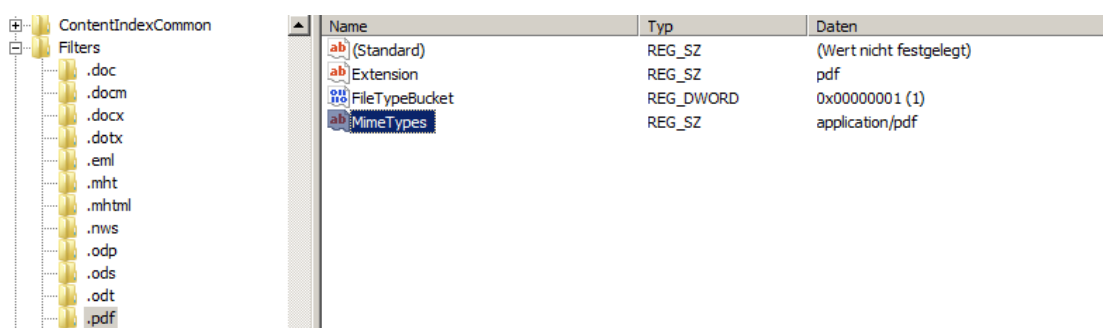 ContentIndexCommon
Filters
.doc
.docm
.docx
.dotx
.eml
.mht
.mhtml
.nws
.odp
.ods
.odt
.pdf
Name Typ Daten
(Standard) REG_SZ (Wert nicht festgelegt)
Extension REG_SZ pdf
FileTypeBucket REG_DWORD 0x00000001 (1)
MimeTypes REG_SZ application/pdf